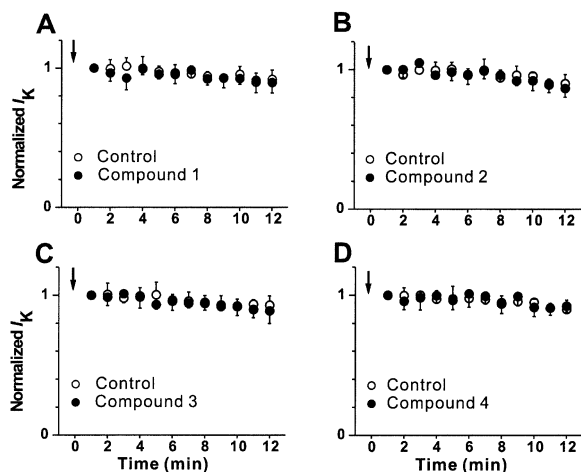 A
Normalized IK
1
1
Control
Compound 1
0 2 4 6 8 10 12
B
1
1
Control
Compound 2
0 2 4 6 8 10 12
C
Normalized IK
1
0
Control
Compound 3
0 2 4 6 8 10 12
Time (min)
D
1
0
Control
Compound 4
0 2 4 6 8 10 12
Time (min)